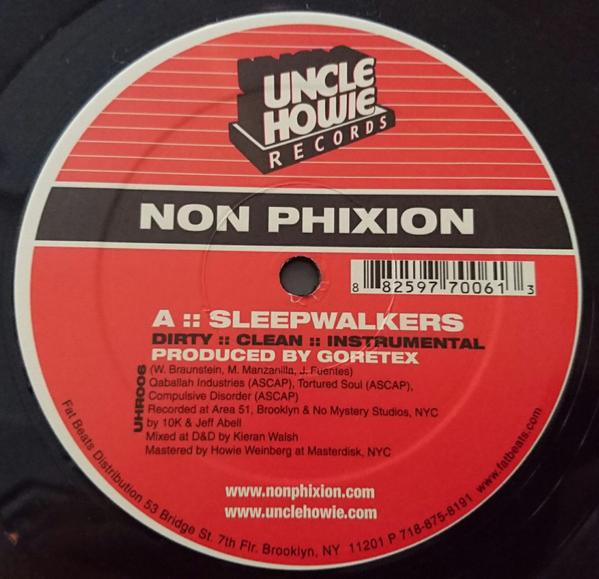 UNCLE
HOWIE
RECORDS
NON PHIXION
8 82597 70061 3
A :: SLEEPWALKERS
DIRTY :: CLEAN :: INSTRUMENTAL
PRODUCED BY GORETEX
(W. Braunstein, M. Manzanilla, J. Fuentes)
Qaballah Industries (ASCAP), Tortured Soul (ASCAP),
Compulsive Disorder (ASCAP)
Recorded at Area 51, Brooklyn & No Mystery Studios, NYC
by 10K & Jeff Abell
Mixed at D&D by Kieran Walsh
Mastered by Howie Weinberg at Masterdisk, NYC
UHR006
www.nonphixion.com
www.unclehowie.com
Fat Beats Distribution 53 Bridge St. 7th Flr. Brooklyn, NY 11201 P 718-875-8191 www.fatbeats.com